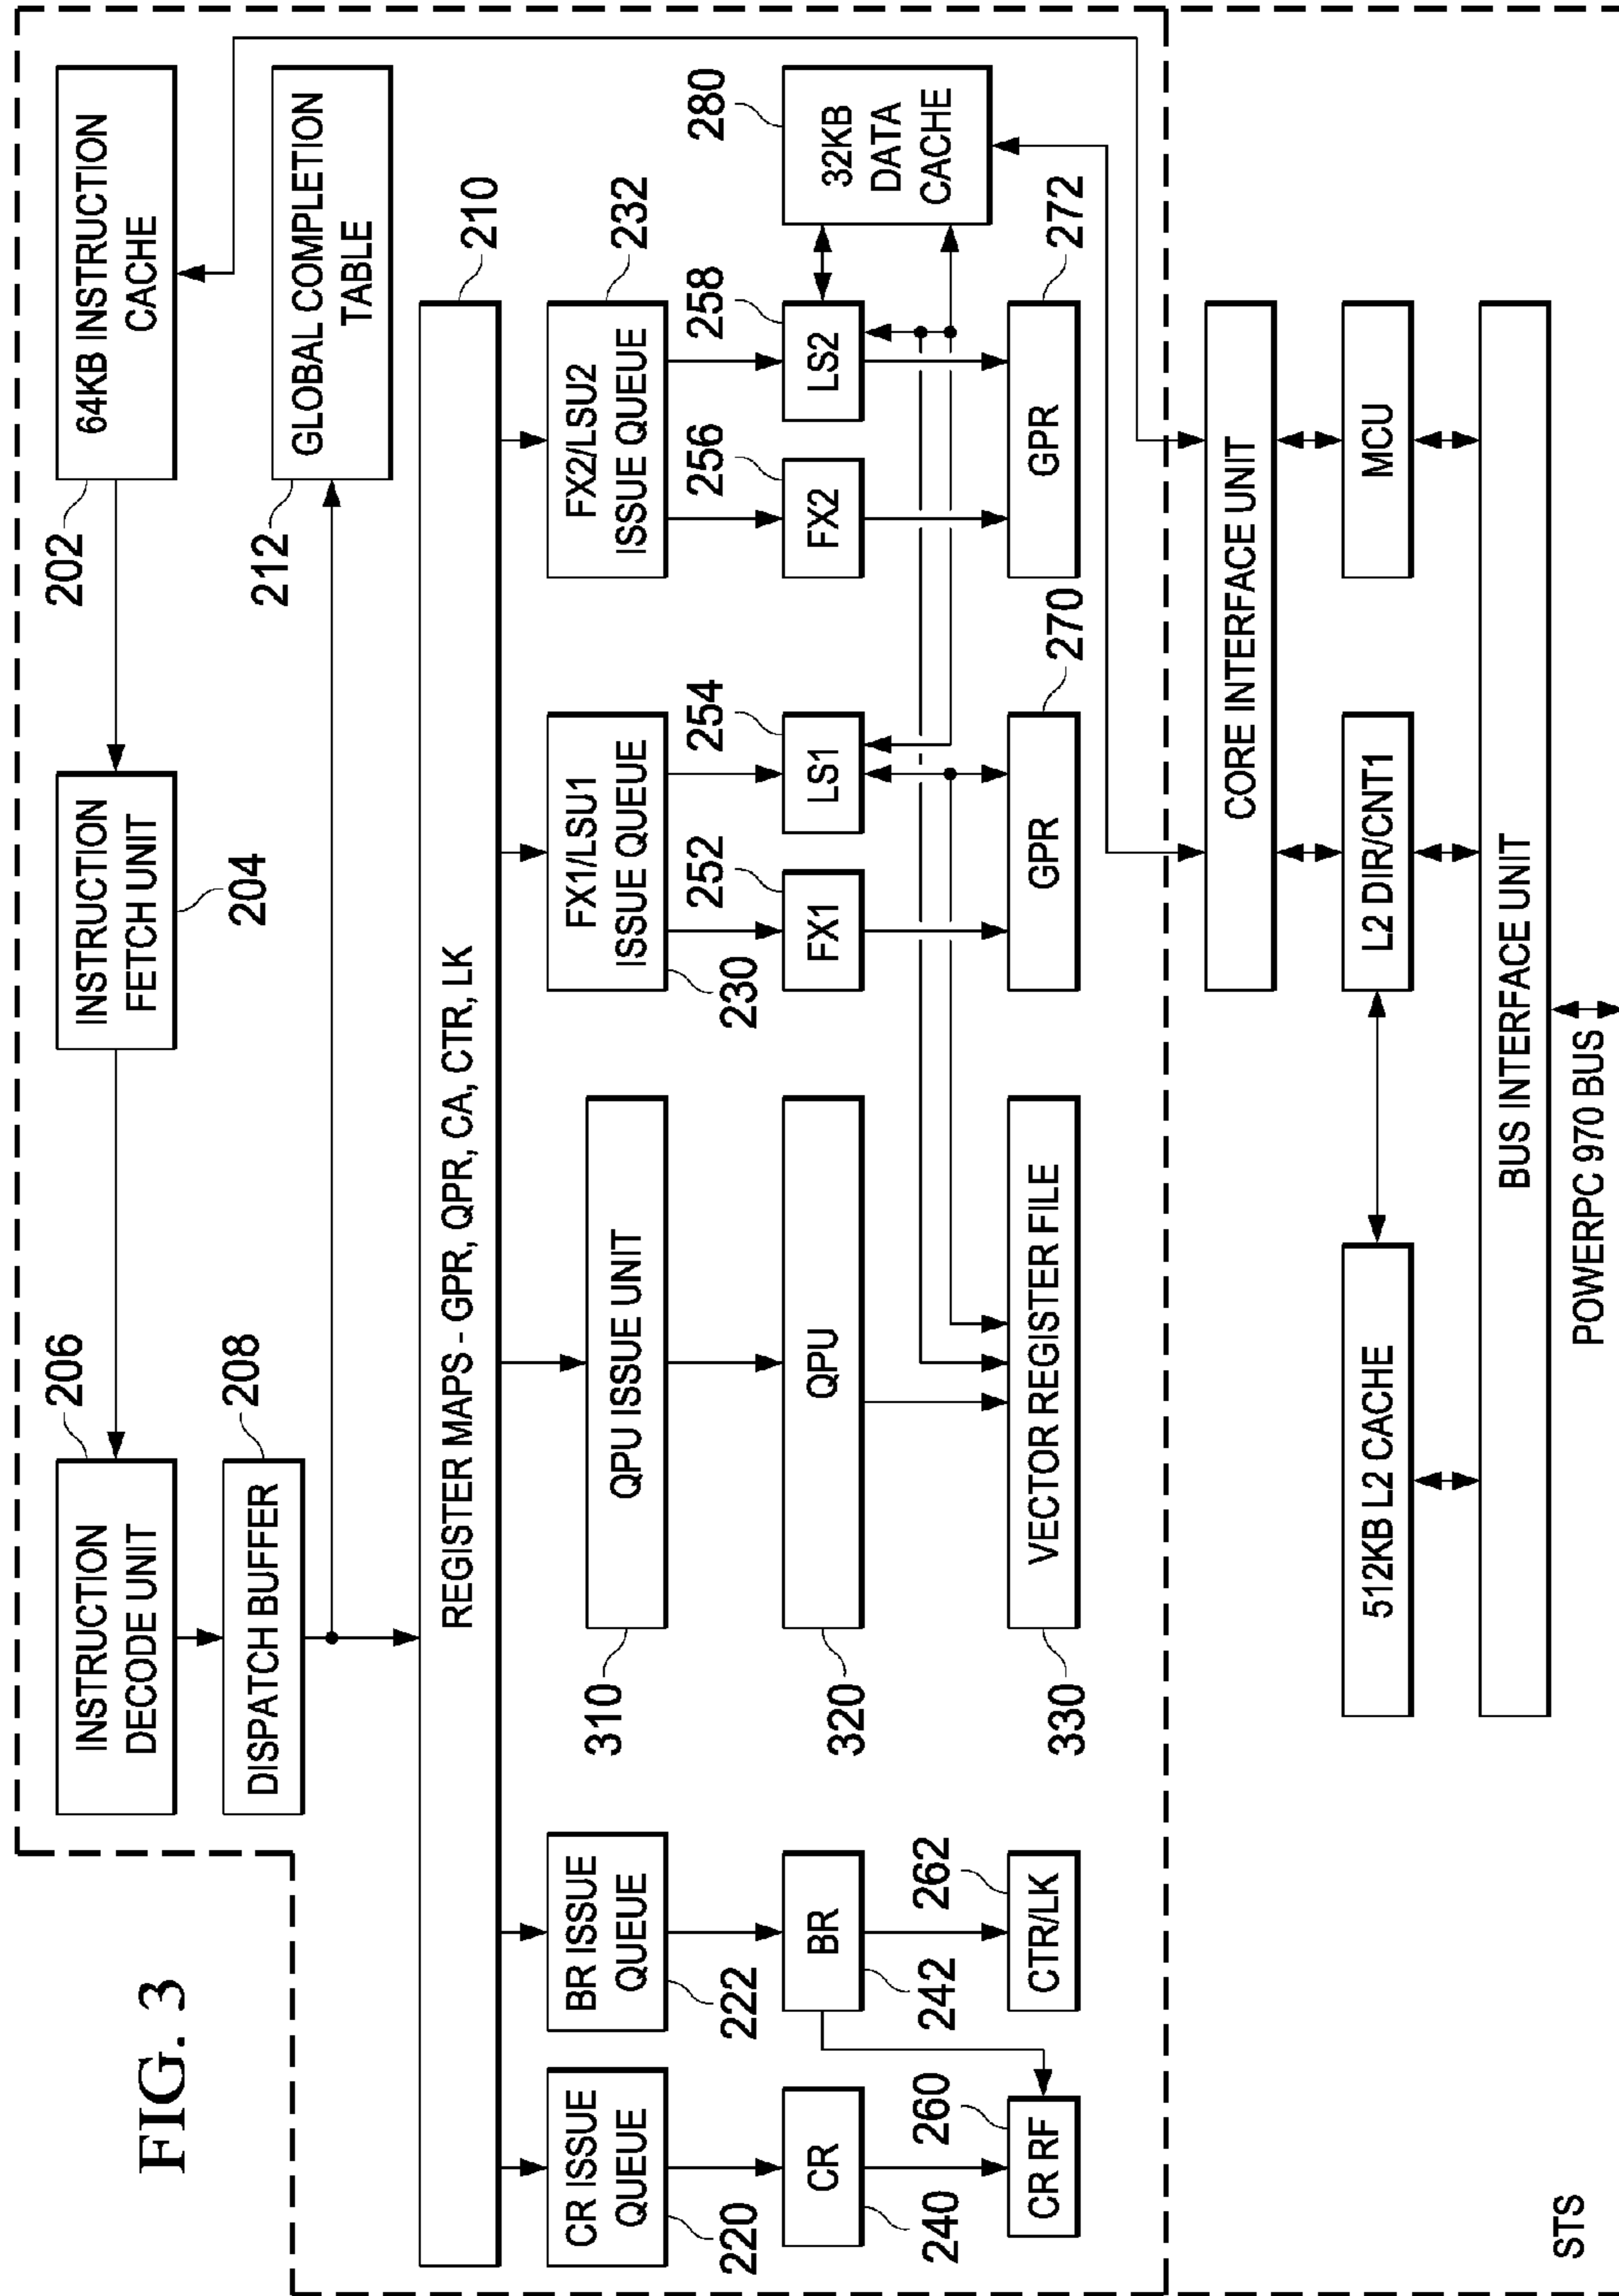 FIG. 3
206
INSTRUCTION
DECODE UNIT
INSTRUCTION
FETCH UNIT
204
202
64KB INSTRUCTION
CACHE
208
DISPATCH BUFFER
212
GLOBAL COMPLETION
TABLE
210
REGISTER MAPS - GPR, QPR, CA, CTR, LK
CR ISSUE
QUEUE
220
BR ISSUE
QUEUE
222
310
QPU ISSUE UNIT
FX1/LSU1
ISSUE QUEUE
230
FX2/LSU2
ISSUE QUEUE
232
CR
240
BR
242
320
QPU
252
FX1
254
LS1
256
FX2
258
LS2
280
32KB
DATA
CACHE
260
CR RF
262
CTR/LK
330
VECTOR REGISTER FILE
GPR
270
GPR
272
CORE INTERFACE UNIT
512KB L2 CACHE
L2 DIR/CNT1
MCU
BUS INTERFACE UNIT
STS
POWERPC 970 BUS